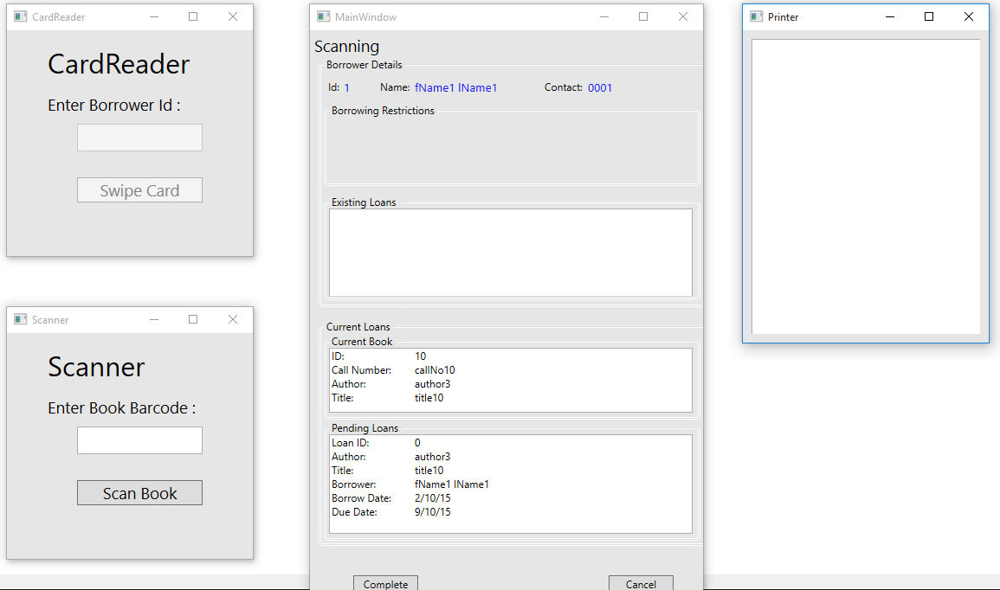 CardReader
CardReader
Enter Borrower Id :
Swipe Card
Scanner
Scanner
Enter Book Barcode :
Scan Book
MainWindow
Scanning
Borrower Details
Id: 1 Name: fName1 lName1 Contact: 0001
Borrowing Restrictions
Existing Loans
Current Loans
Current Book
ID: 10
Call Number: callNo10
Author: author3
Title: title10
Pending Loans
Loan ID: 0
Author: author3
Title: title10
Borrower: fName1 lName1
Borrow Date: 2/10/15
Due Date: 9/10/15
Complete Cancel
Printer